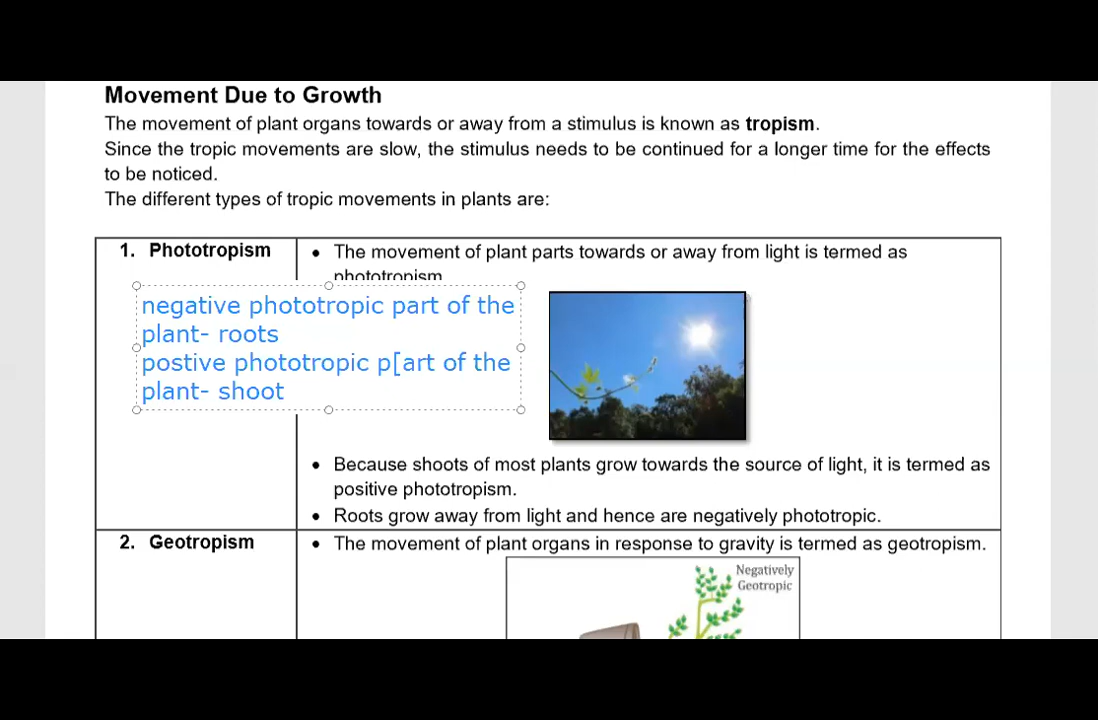 Movement Due to Growth
The movement of plant organs towards or away from a stimulus is known as tropism.
Since the tropic movements are slow, the stimulus needs to be continued for a longer time for the effects
to be noticed.
The different types of tropic movements in plants are:
1. Phototropism
• The movement of plant parts towards or away from light is termed as
phototropism
negative phototropic part of the
plant- roots
postive phototropic p[art of the
plant- shoot
• Because shoots of most plants grow towards the source of light, it is termed as
positive phototropism.
• Roots grow away from light and hence are negatively phototropic.
2. Geotropism
• The movement of plant organs in response to gravity is termed as geotropism.
Negatively
Geotropic